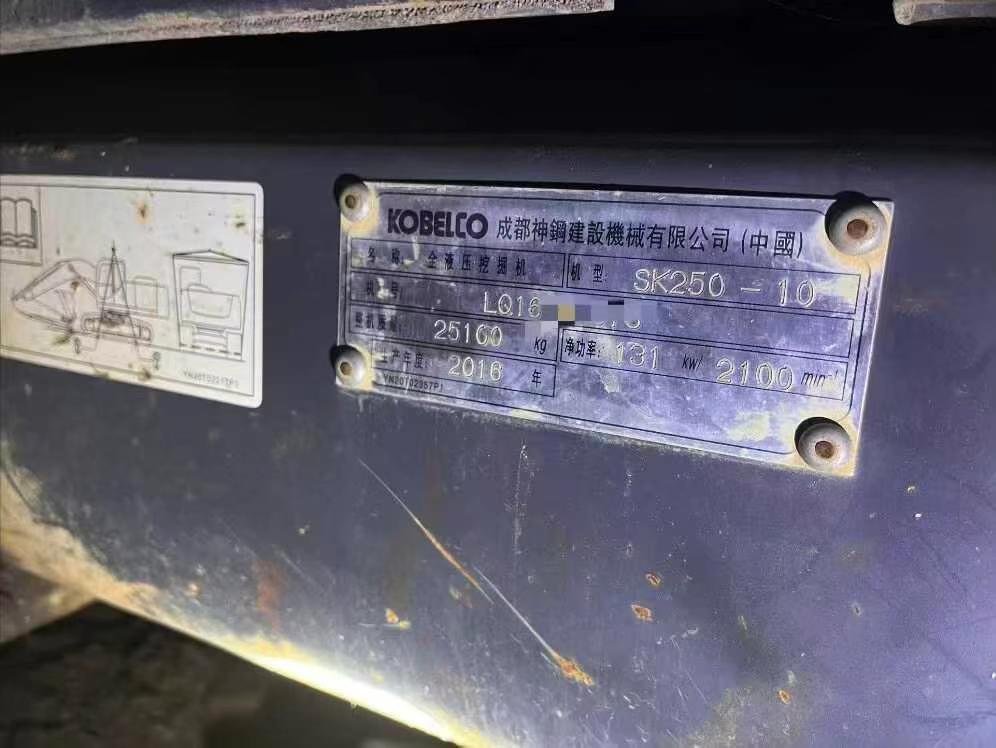 KOBELCO 成都神鋼建設機械有限公司 (中國)
名称: 全液压挖掘机 机型: SK250-10
机号: LQ16
整机质量: 25160 kg 净功率: 131 kW/ 2100 min⁻¹
生产年度: 2016 年
YN20T02357P1